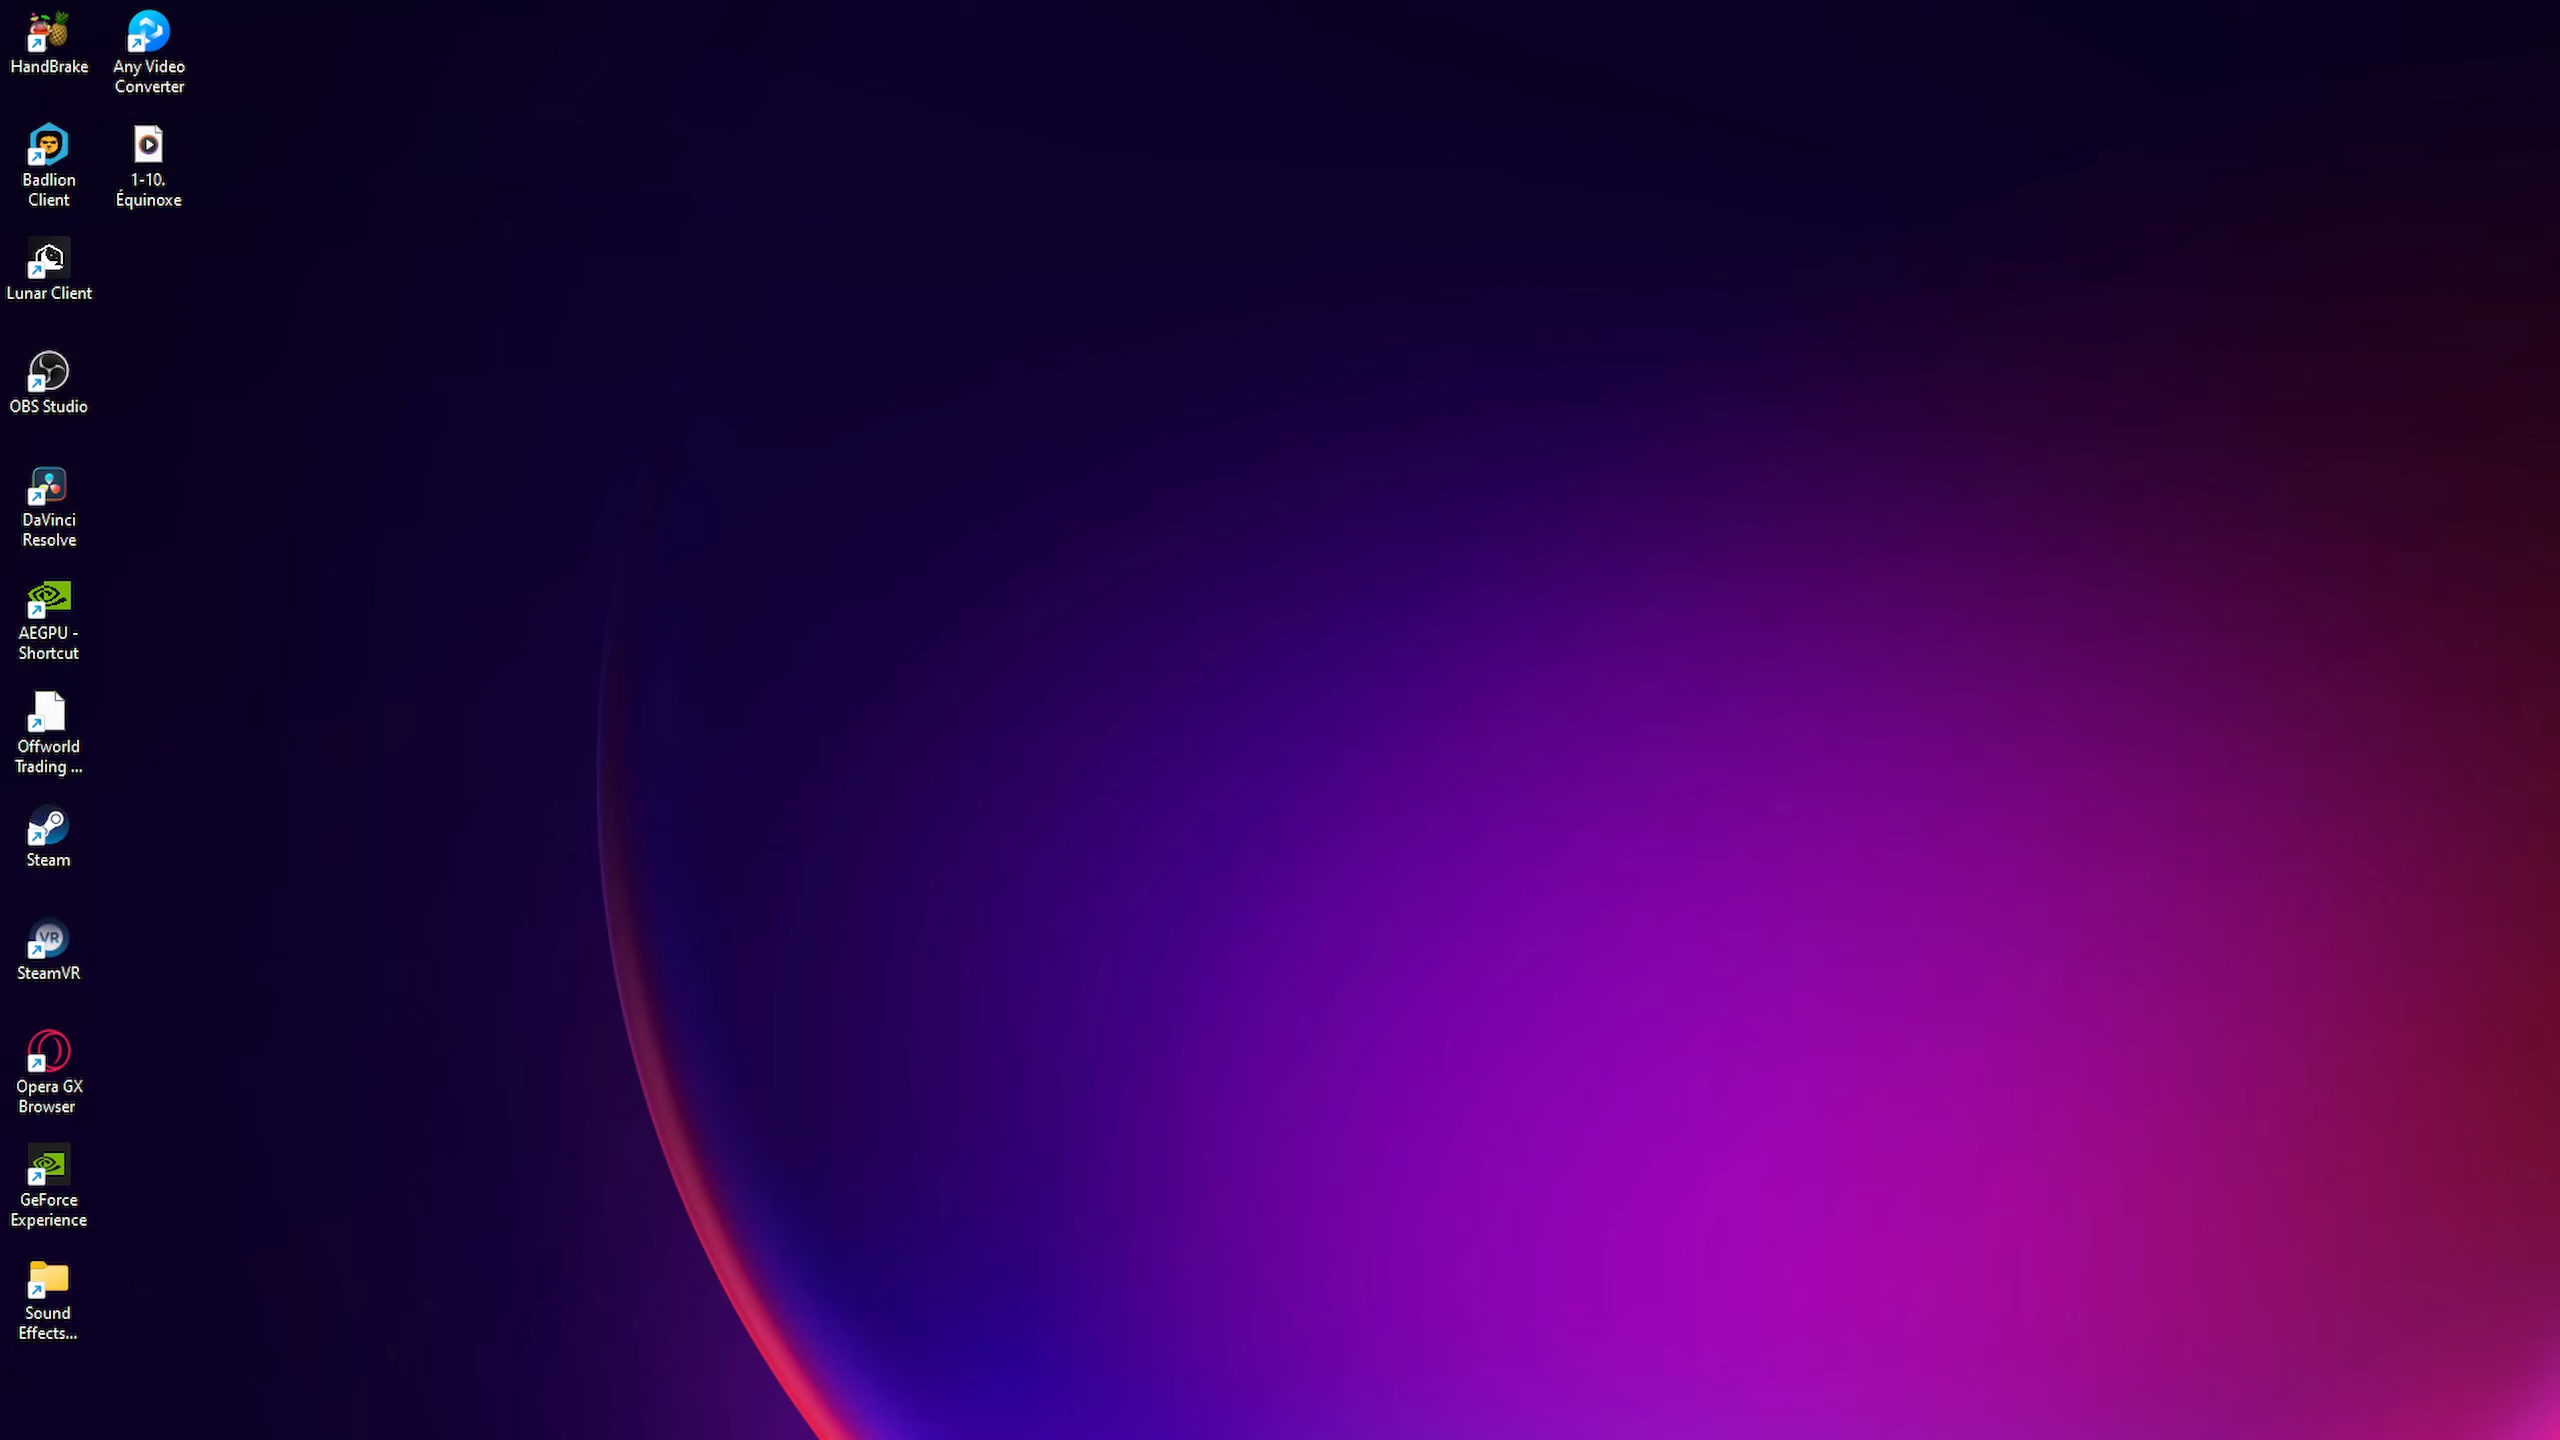 HandBrake
Any Video
Converter
Badlion
Client
1-10.
Équinoxe
Lunar Client
OBS Studio
DaVinci
Resolve
AEGPU -
Shortcut
Offworld
Trading ...
Steam
VR
SteamVR
Opera GX
Browser
GeForce
Experience
Sound
Effects...